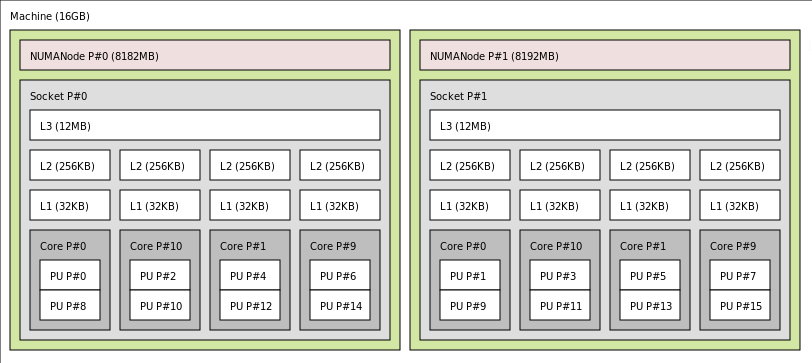 Machine (16GB)
NUMANode P#0 (8182MB)
Socket P#0
L3 (12MB)
L2 (256KB) L2 (256KB) L2 (256KB) L2 (256KB)
L1 (32KB) L1 (32KB) L1 (32KB) L1 (32KB)
Core P#0 Core P#10 Core P#1 Core P#9
PU P#0 PU P#2 PU P#4 PU P#6
PU P#8 PU P#10 PU P#12 PU P#14
NUMANode P#1 (8192MB)
Socket P#1
L3 (12MB)
L2 (256KB) L2 (256KB) L2 (256KB) L2 (256KB)
L1 (32KB) L1 (32KB) L1 (32KB) L1 (32KB)
Core P#0 Core P#10 Core P#1 Core P#9
PU P#1 PU P#3 PU P#5 PU P#7
PU P#9 PU P#11 PU P#13 PU P#15